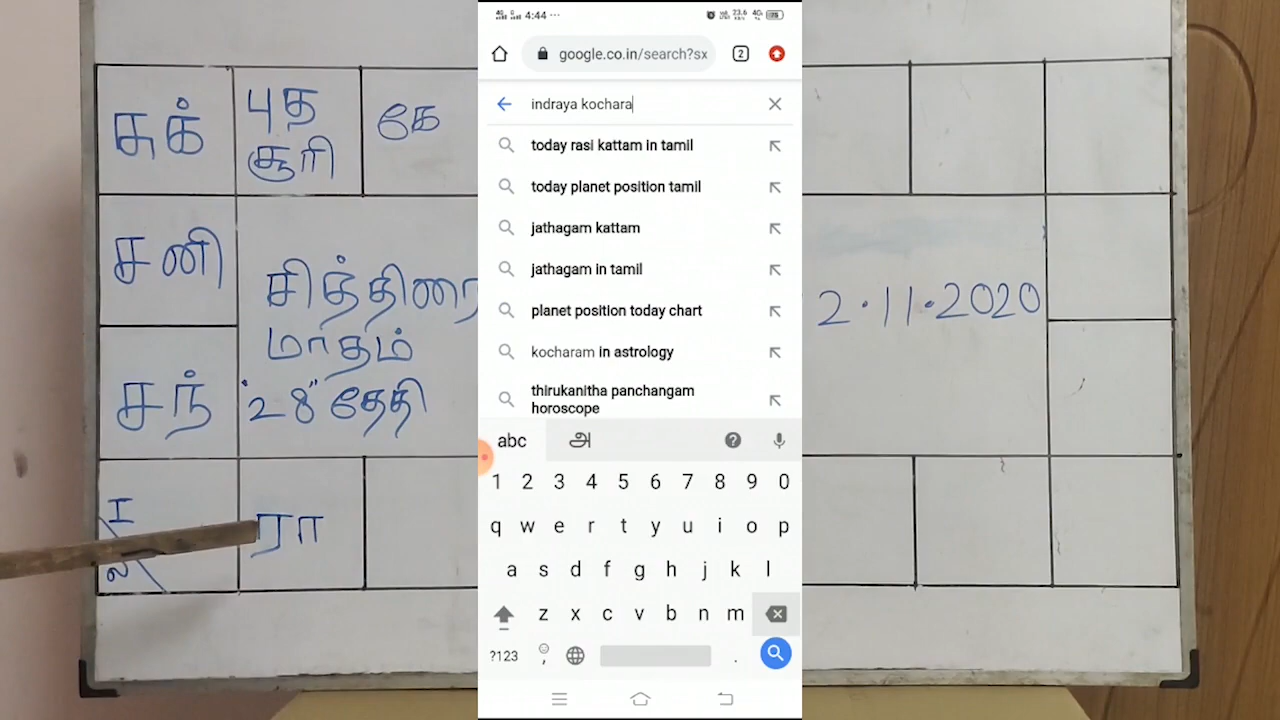 சுக்
புத
சூரி
கே
சனி
சித்திரை
மாதம்
"28" தேதி
சந்
ரா
2·11·2020
4:44
google.co.in/search?sx
2
indraya kochara
today rasi kattam in tamil
today planet position tamil
jathagam kattam
jathagam in tamil
planet position today chart
kocharam in astrology
thirukanitha panchangam
horoscope
abc அ
1 2 3 4 5 6 7 8 9 0
q w e r t y u i o p
a s d f g h j k l
z x c v b n m
?123 , .